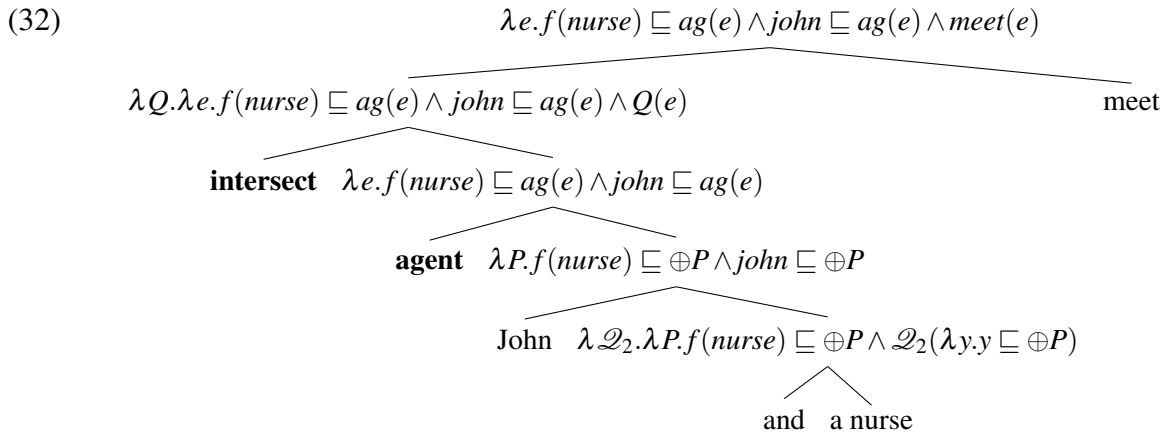 (32)
λe.f(nurse) ⊑ ag(e) ∧ john ⊑ ag(e) ∧ meet(e)
λQ.λe.f(nurse) ⊑ ag(e) ∧ john ⊑ ag(e) ∧ Q(e)
meet
intersect
λe.f(nurse) ⊑ ag(e) ∧ john ⊑ ag(e)
agent
λP.f(nurse) ⊑ ⊕P ∧ john ⊑ ⊕P
John
λ𝒬₂.λP.f(nurse) ⊑ ⊕P ∧ 𝒬₂(λy.y ⊑ ⊕P)
and
a nurse